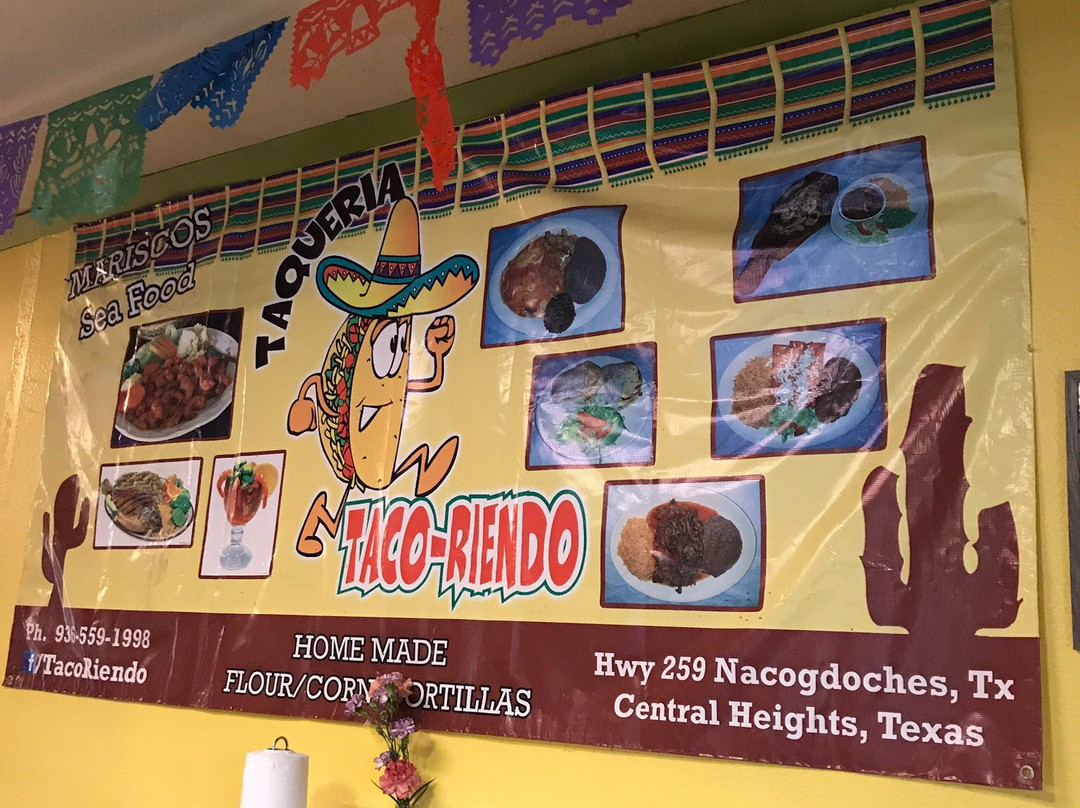 MARISCOS
Sea Food
TAQUERIA
TACO-RIENDO
Ph. 936-559-1998
f/TacoRiendo
HOME MADE
FLOUR/CORN TORTILLAS
Hwy 259 Nacogdoches, Tx
Central Heights, Texas